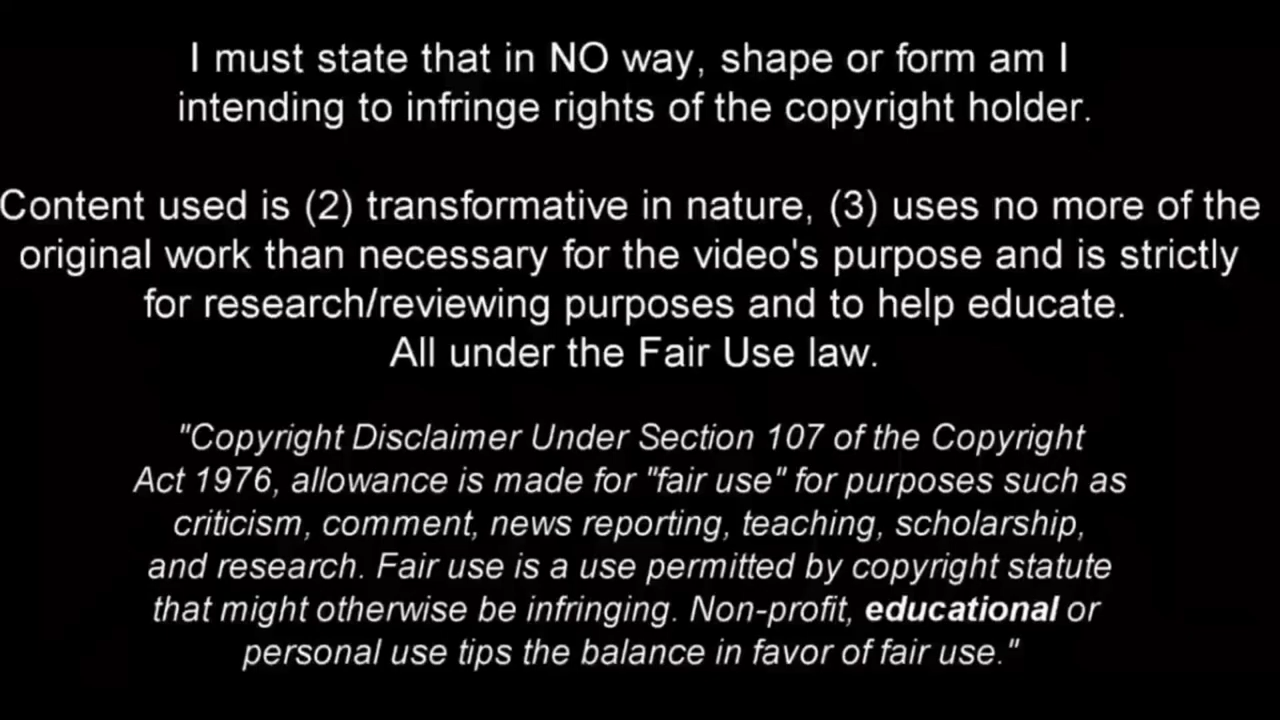 I must state that in NO way, shape or form am I
intending to infringe rights of the copyright holder.
Content used is (2) transformative in nature, (3) uses no more of the
original work than necessary for the video's purpose and is strictly
for research/reviewing purposes and to help educate.
All under the Fair Use law.
"Copyright Disclaimer Under Section 107 of the Copyright
Act 1976, allowance is made for "fair use" for purposes such as
criticism, comment, news reporting, teaching, scholarship,
and research. Fair use is a use permitted by copyright statute
that might otherwise be infringing. Non-profit, educational or
personal use tips the balance in favor of fair use."